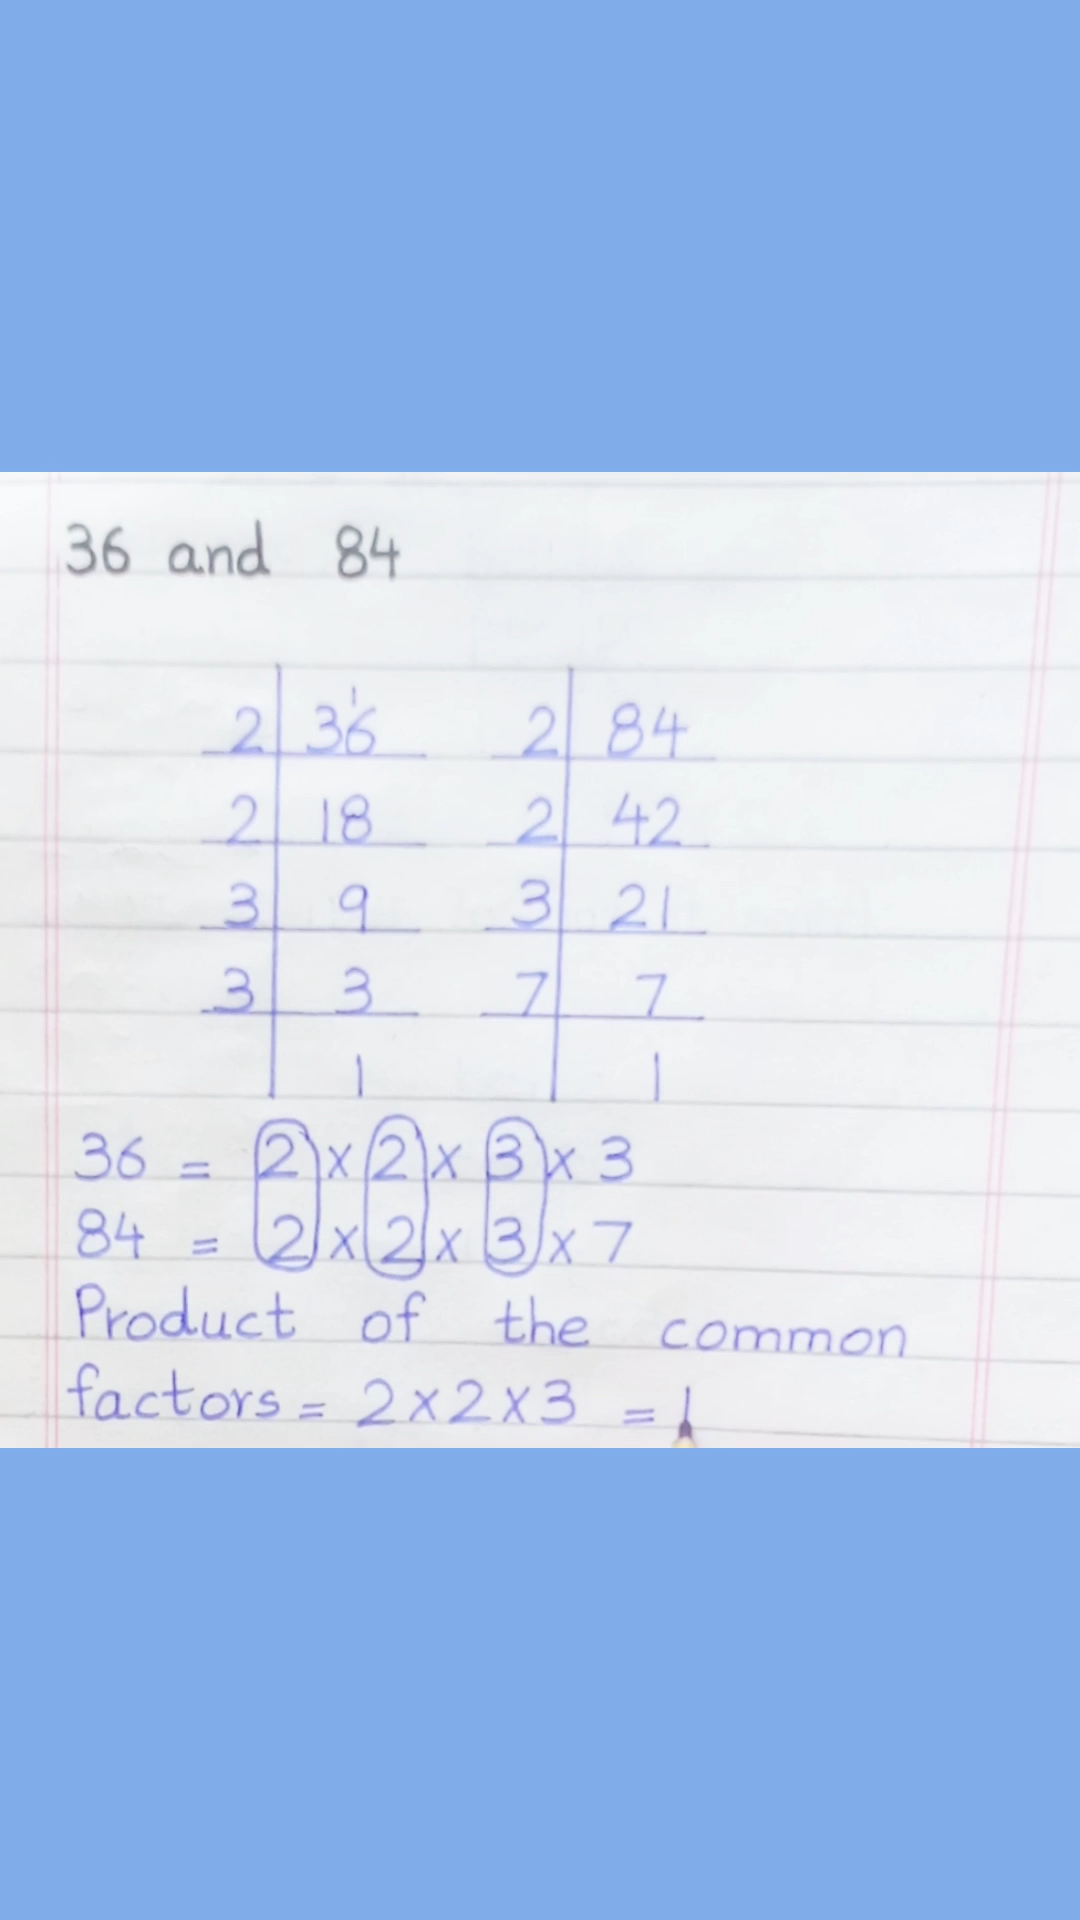 36 and 84
2 36 2 84
1
2 18 2 42
3 9 3 21
3 3 7 7
1 1
36 = 2 x 2 x 3 x 3
84 = 2 x 2 x 3 x 7
Product of the common
factors = 2 x 2 x 3 = 1